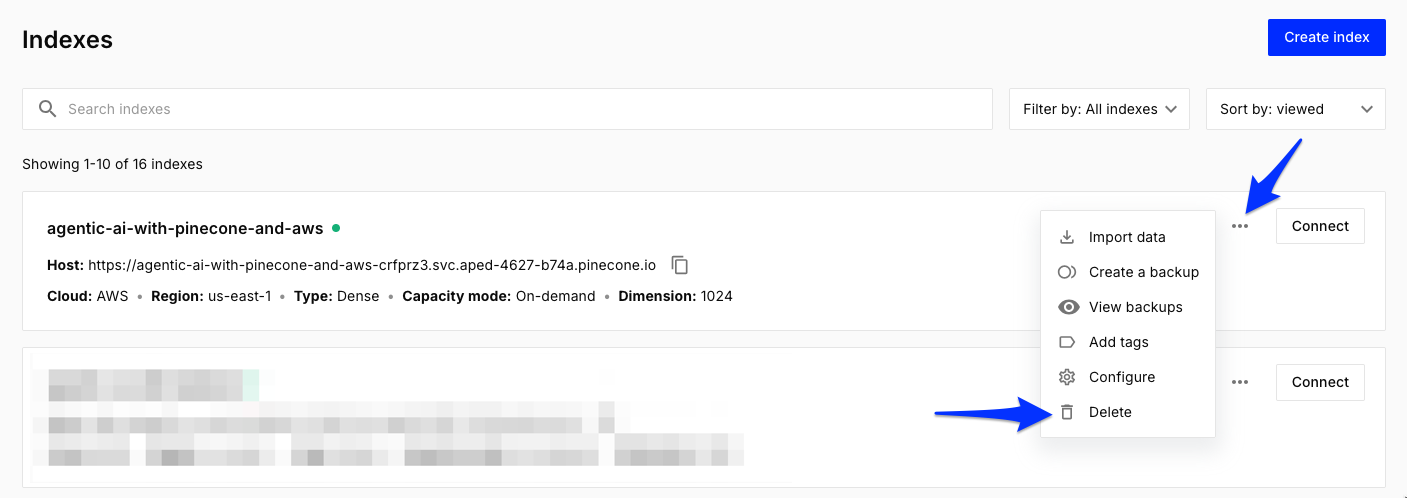 Indexes
Create index
Search indexes
Filter by: All indexes
Sort by: viewed
Showing 1-10 of 16 indexes
agentic-ai-with-pinecone-and-aws
Connect
Host: https://agentic-ai-with-pinecone-and-aws-crfprz3.svc.aped-4627-b74a.pinecone.io
Cloud: AWS • Region: us-east-1 • Type: Dense • Capacity mode: On-demand • Dimension: 1024
Import data
Create a backup
View backups
Add tags
Configure
Delete
Connect